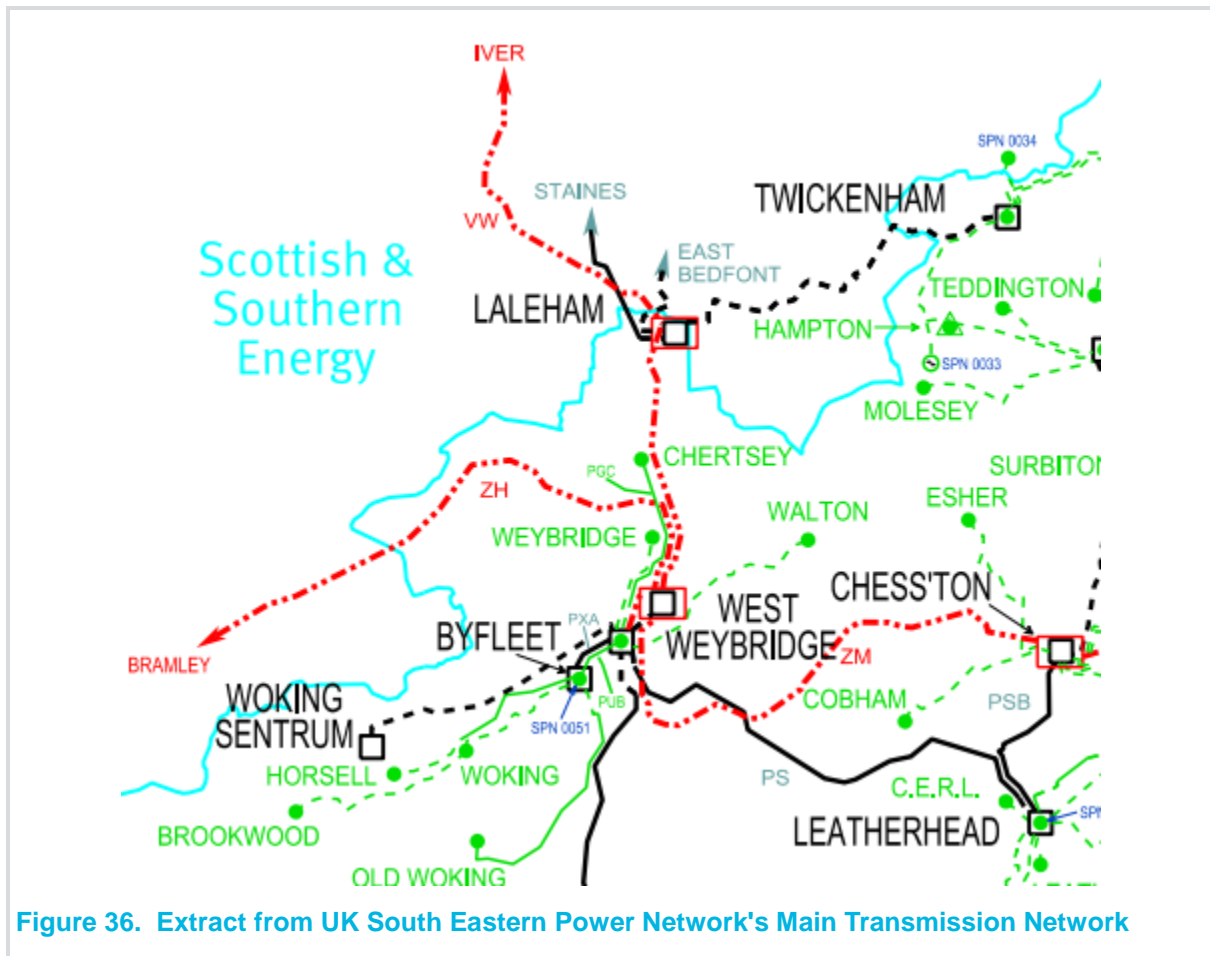 IVER
SPN 0034
STAINES
TWICKENHAM
VW
EAST
BEDFONT
Scottish &
Southern
Energy
TEDDINGTON
LALEHAM
HAMPTON
SPN 0033
MOLESEY
CHERTSEY
SURBITON
PGC
ZH
ESHER
WALTON
WEYBRIDGE
CHESS'TON
WEST
WEYBRIDGE
PXA
BYFLEET
ZM
BRAMLEY
COBHAM
PSB
WOKING
SENTRUM
PUB
SPN 0051
HORSELL
WOKING
PS
C.E.R.L.
SPN
BROOKWOOD
LEATHERHEAD
OLD WOKING
Figure 36. Extract from UK South Eastern Power Network's Main Transmission Network